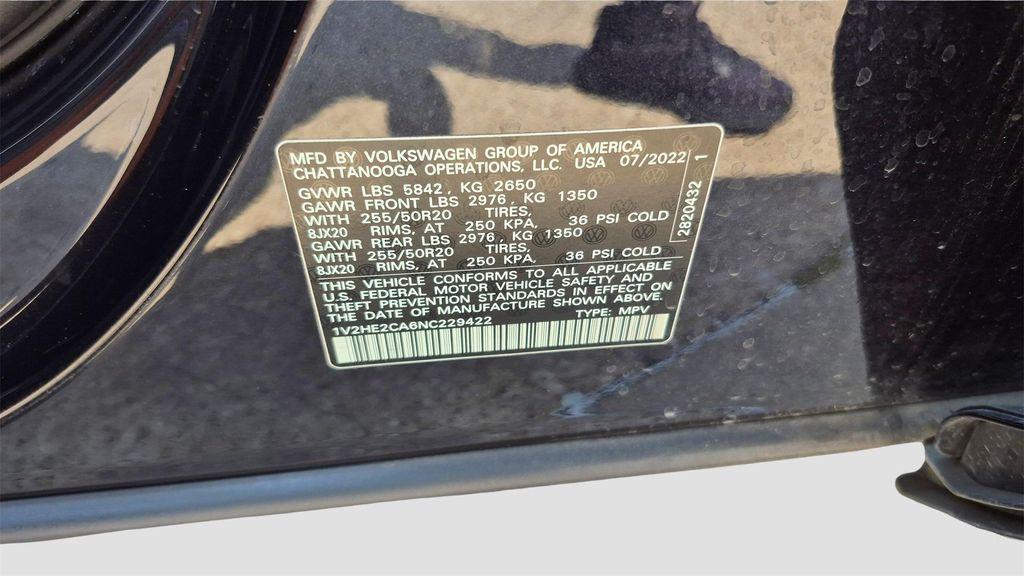 MFD BY VOLKSWAGEN GROUP OF AMERICA
CHATTANOOGA OPERATIONS, LLC. USA 07/2022
GVWR LBS 5842, KG 2650
GAWR FRONT LBS 2976, KG 1350
WITH 255/50R20 TIRES,
8JX20 RIMS, AT 250 KPA, 36 PSI COLD
GAWR REAR LBS 2976, KG 1350
WITH 255/50R20 TIRES,
8JX20 RIMS, AT 250 KPA, 36 PSI COLD
THIS VEHICLE CONFORMS TO ALL APPLICABLE
U.S. FEDERAL MOTOR VEHICLE SAFETY AND
THEFT PREVENTION STANDARDS IN EFFECT ON
THE DATE OF MANUFACTURE SHOWN ABOVE.
1V2HE2CA6NC229422 TYPE: MPV
2820432 1